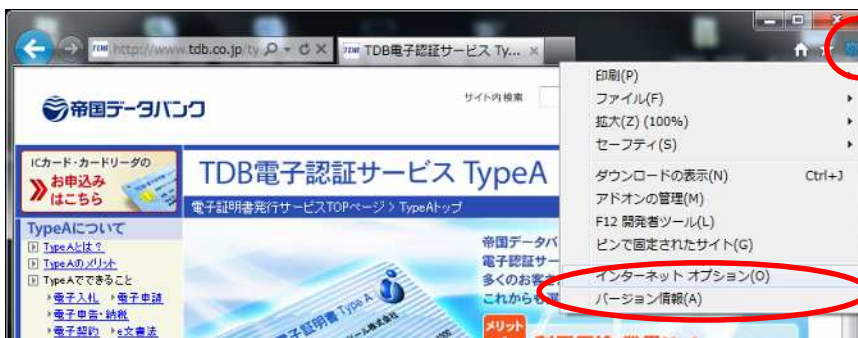 http://www.tdb.co.jp/ty
TDB電子認証サービス Ty...
帝国データバンク
サイト内検索
印刷(P)
ファイル(F)
拡大(Z) (100%)
セーフティ(S)
ダウンロードの表示(N) Ctrl+J
アドオンの管理(M)
F12 開発者ツール(L)
ピンで固定されたサイト(G)
インターネット オプション(O)
バージョン情報(A)
ICカード・カードリーダの
お申込み
はこちら
TDB電子認証サービス TypeA
電子証明書発行サービスTOPページ > TypeAトップ
TypeAについて
TypeAとは?
TypeAのメリット
TypeAでできること
電子入札 電子申請
電子申告・納税
電子契約 e文書法
帝国データバ
電子認証サー
多くのお客さ
これからも
電子証明書 Type A
メリット